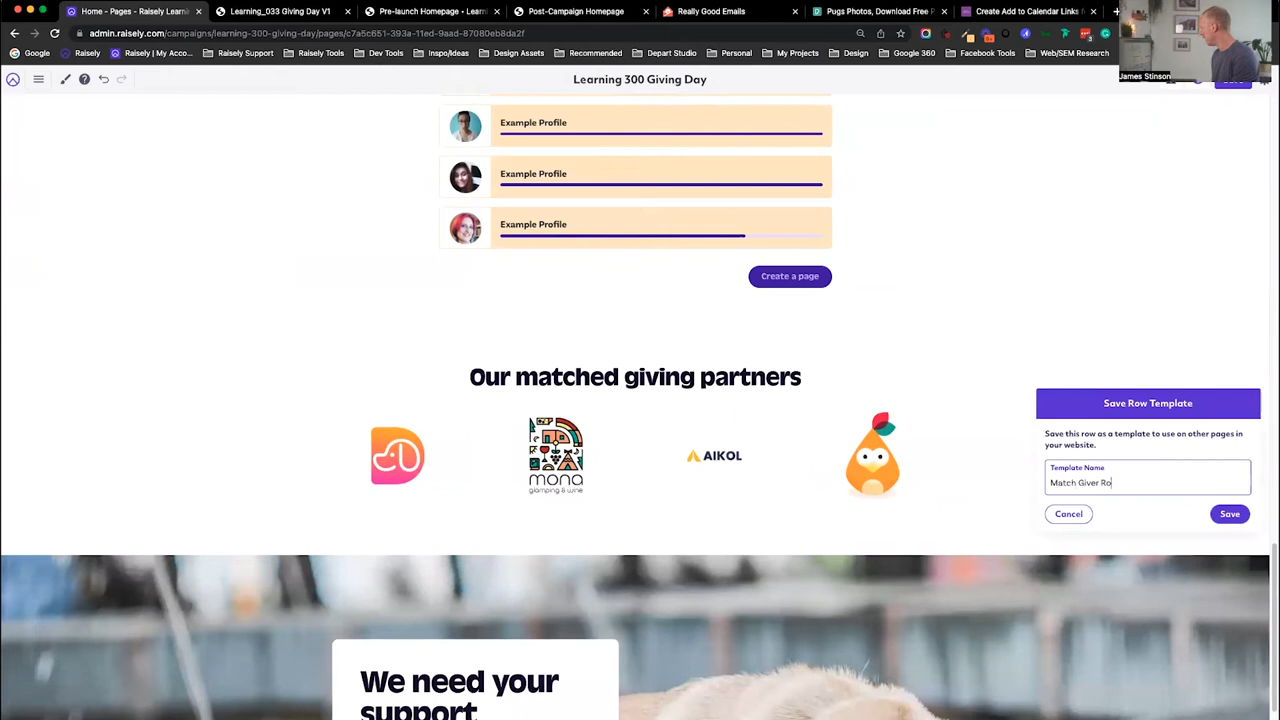 Home - Pages - Raisely Learni
Learning_033 Giving Day V1
Pre-launch Homepage - Learni
Post-Campaign Homepage
Really Good Emails
Pugs Photos, Download Free P
Create Add to Calendar Links f
admin.raisely.com/campaigns/learning-300-giving-day/pages/c7a5c651-393a-11ed-9aad-87080eb8da2f
Google
Raisely
Raisely | My Acco...
Raisely Support
Raisely Tools
Dev Tools
Inspo/Ideas
Design Assets
Recommended
Depart Studio
Personal
My Projects
Design
Google 360
Facebook Tools
Web/SEM Research
James Stinson
Learning 300 Giving Day
Example Profile
Example Profile
Example Profile
Create a page
Our matched giving partners
mona
glamping & wine
AIKOL
Save Row Template
Save this row as a template to use on other pages in
your website.
Template Name
Match Giver Ro
Cancel
Save
We need your
support